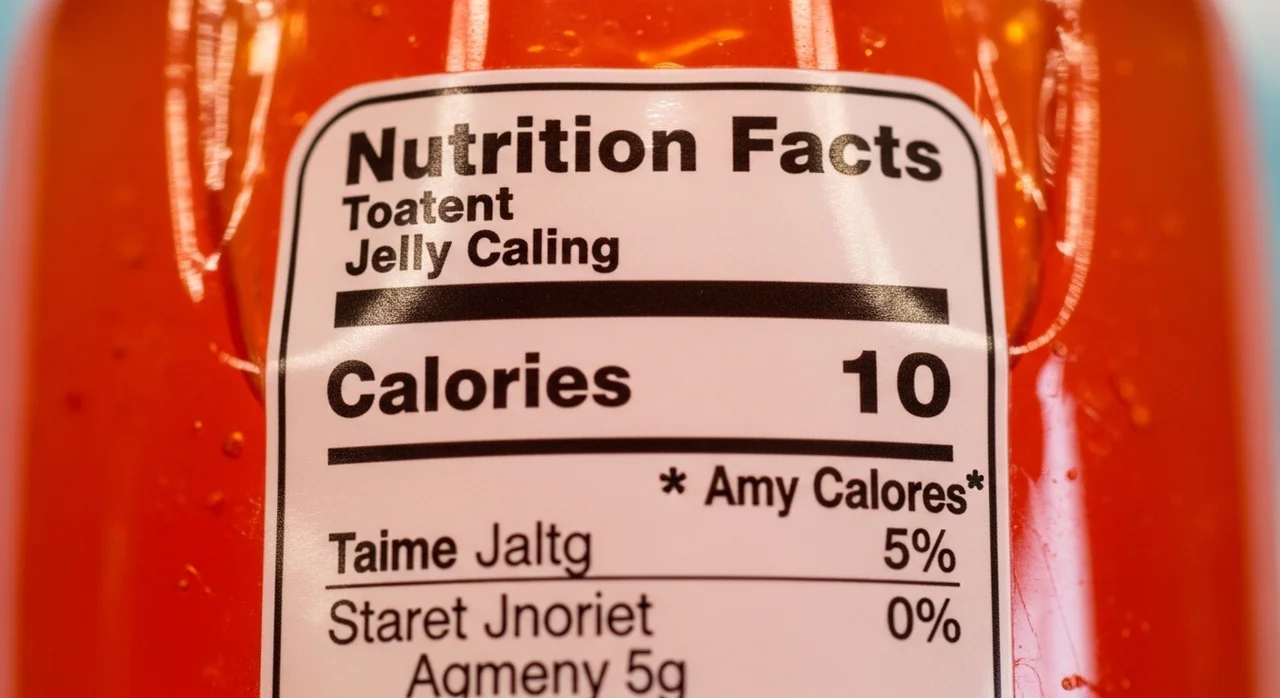 Nutrition Facts
Toatent
Jelly Caling
Calories 10
* Amy Calores*
Taime Jaltg 5%
Staret Jnoriet 0%
Agmeny 5g